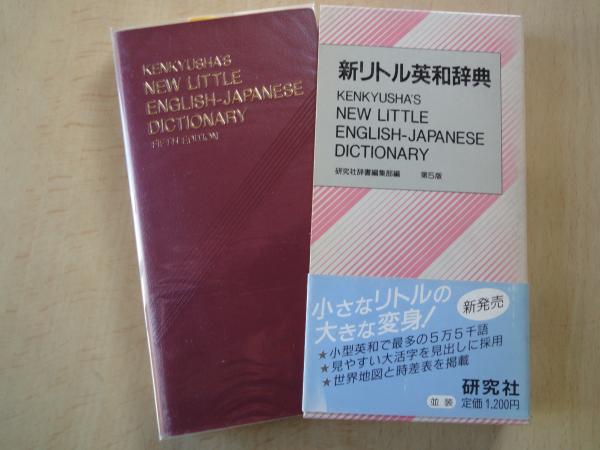 KENKYUSHA'S
NEW LITTLE
ENGLISH-JAPANESE
DICTIONARY
FIFTH EDITION
新リトル英和辞典
KENKYUSHA'S
NEW LITTLE
ENGLISH-JAPANESE
DICTIONARY
研究社辞書編集部編 第5版
小さなリトルの
大きな変身!
新発売
★小型英和で最多の5万5千語
★見やすい大活字を見出しに採用
★世界地図と時差表を掲載
研究社
並装 定価1,200円